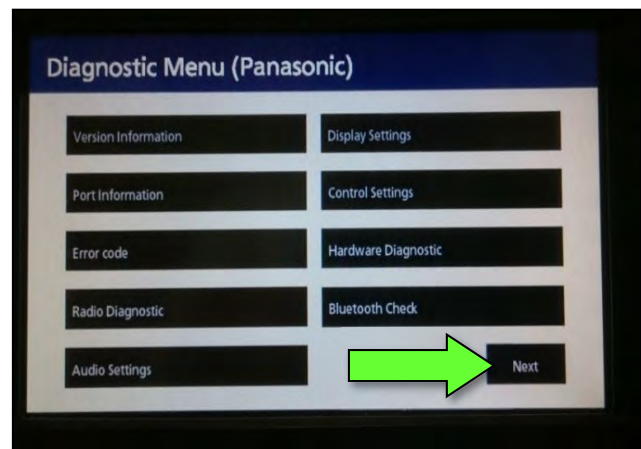 Diagnostic Menu (Panasonic)
Version Information
Display Settings
Port Information
Control Settings
Error code
Hardware Diagnostic
Radio Diagnostic
Bluetooth Check
Audio Settings
Next